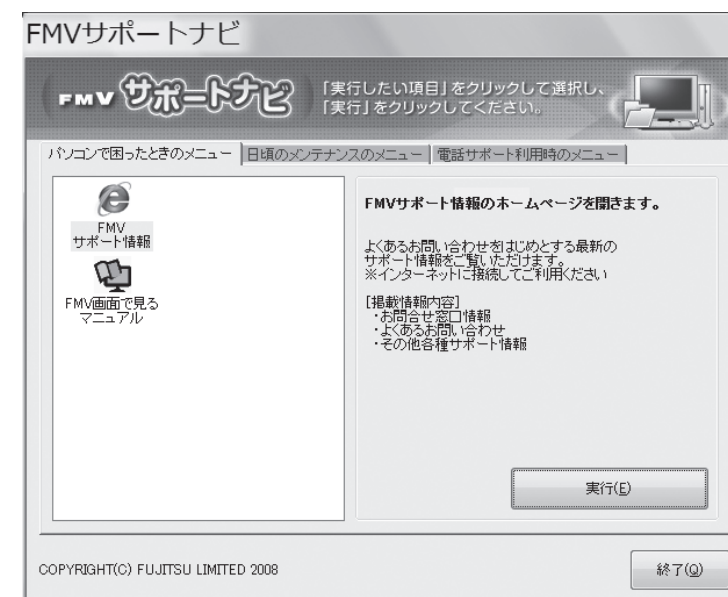 FMVサポートナビ
FMV サポートナビ
「実行したい項目」をクリックして選択し、
「実行」をクリックしてください。
パソコンで困ったときのメニュー 日頃のメンテナンスのメニュー 電話サポート利用時のメニュー
FMV
サポート情報
FMV画面で見る
マニュアル
FMVサポート情報のホームページを開きます。
よくあるお問い合わせをはじめとする最新の
サポート情報をご覧いただけます。
※インターネットに接続してご利用ください
[掲載情報内容]
・お問合せ窓口情報
・よくあるお問い合わせ
・その他各種サポート情報
実行(E)
COPYRIGHT(C) FUJITSU LIMITED 2008
終了(Q)